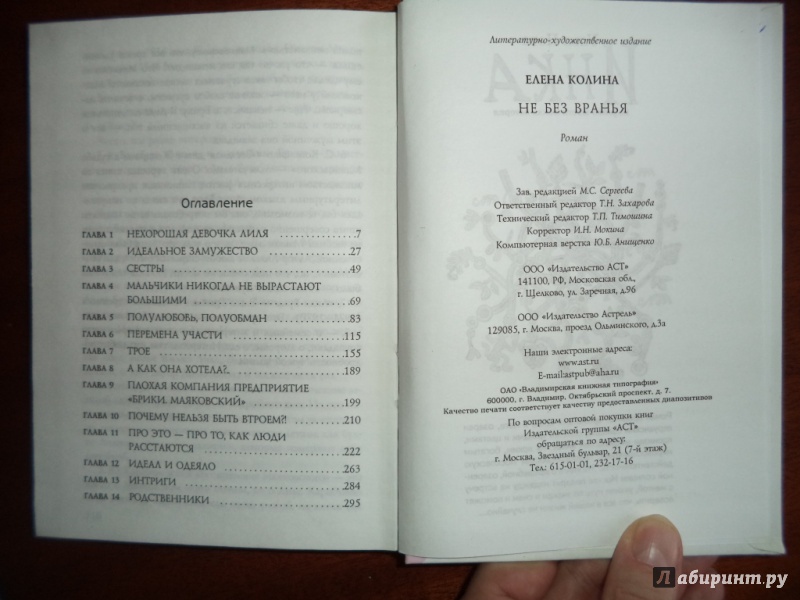 Оглавление
ГЛАВА 1 НЕХОРОШАЯ ДЕВОЧКА ЛИЛЯ ............ 7
ГЛАВА 2 ИДЕАЛЬНОЕ ЗАМУЖЕСТВО ............ 27
ГЛАВА 3 СЕСТРЫ ............ 49
ГЛАВА 4 МАЛЬЧИКИ НИКОГДА НЕ ВЫРАСТАЮТ
БОЛЬШИМИ ............ 69
ГЛАВА 5 ПОЛУЛЮБОВЬ, ПОЛУОБМАН ............ 83
ГЛАВА 6 ПЕРЕМЕНА УЧАСТИ ............ 115
ГЛАВА 7 ТРОЕ ............ 155
ГЛАВА 8 А КАК ОНА ХОТЕЛА?.. ............ 189
ГЛАВА 9 ПЛОХАЯ КОМПАНИЯ ПРЕДПРИЯТИЕ
«БРИКИ. МАЯКОВСКИЙ» ............ 199
ГЛАВА 10 ПОЧЕМУ НЕЛЬЗЯ БЫТЬ ВТРОЕМ?! ............ 210
ГЛАВА 11 ПРО ЭТО — ПРО ТО, КАК ЛЮДИ
РАССТАЮТСЯ ............ 222
ГЛАВА 12 ИДЕАЛ И ОДЕЯЛО ............ 263
ГЛАВА 13 ИНТРИГИ ............ 284
ГЛАВА 14 РОДСТВЕННИКИ ............ 295
Литературно-художественное издание
ЕЛЕНА КОЛИНА
НЕ БЕЗ ВРАНЬЯ
Роман
Зав. редакцией М.С. Сергеева
Ответственный редактор Т.Н. Захарова
Технический редактор Т.П. Тимошина
Корректор И.Н. Мокина
Компьютерная верстка Ю.Б. Анищенко
ООО «Издательство АСТ»
141100, РФ, Московская обл.,
г. Щелково, ул. Заречная, д.96
ООО «Издательство Астрель»
129085, г. Москва, проезд Ольминского, д.3а
Наши электронные адреса:
www.ast.ru
E-mail:astpub@aha.ru
ОАО «Владимирская книжная типография»
600000, г. Владимир, Октябрьский проспект, д. 7.
Качество печати соответствует качеству предоставленных диапозитивов
По вопросам оптовой покупки книг
Издательской группы «АСТ»
обращаться по адресу:
г. Москва, Звездный бульвар, 21 (7-й этаж)
Тел: 615-01-01, 232-17-16
Лабиринт.ру